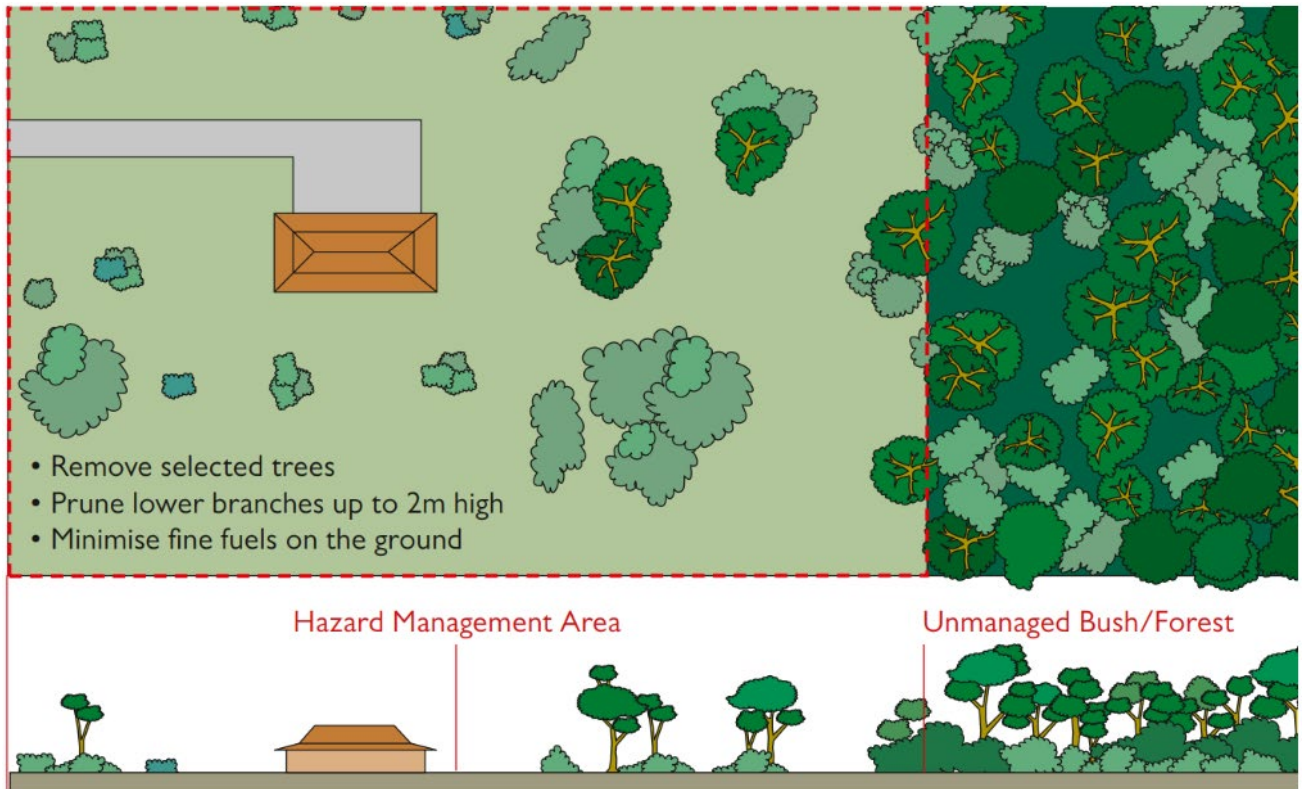 • Remove selected trees
• Prune lower branches up to 2m high
• Minimise fine fuels on the ground
Hazard Management Area
Unmanaged Bush/Forest